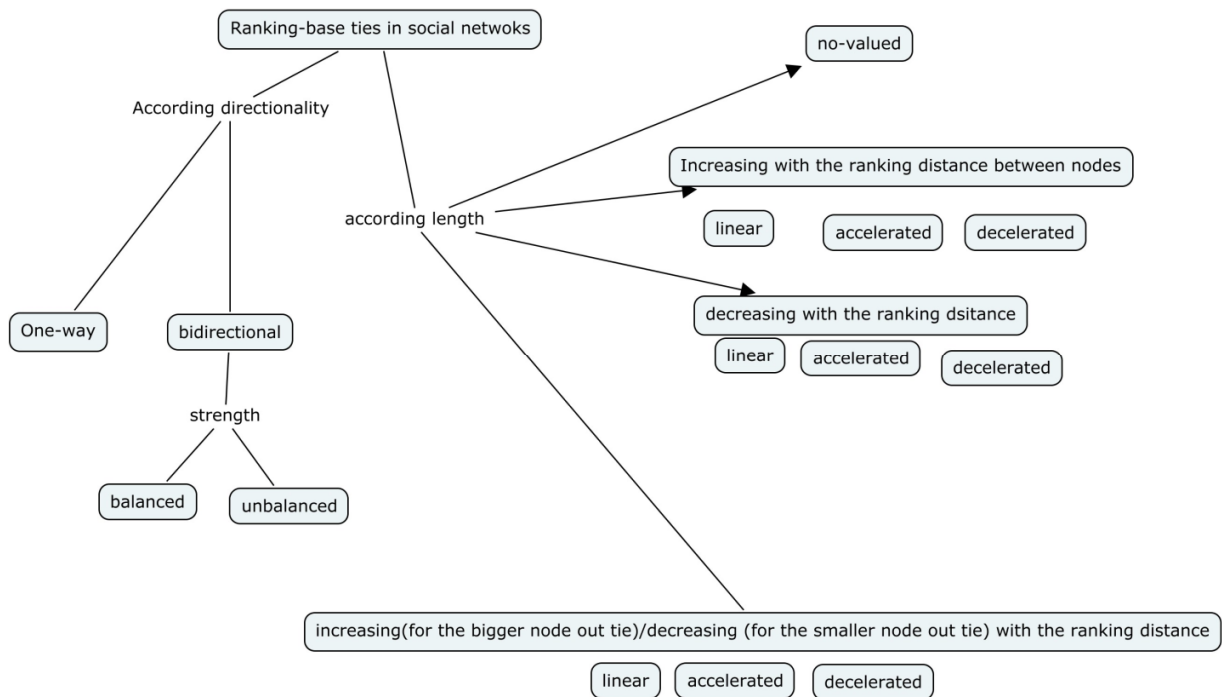 Ranking-base ties in social netwoks
no-valued
According directionality
Increasing with the ranking distance between nodes
according length
linear
accelerated
decelerated
decreasing with the ranking dsitance
One-way
bidirectional
linear
accelerated
decelerated
strength
balanced
unbalanced
increasing(for the bigger node out tie)/decreasing (for the smaller node out tie) with the ranking distance
linear
accelerated
decelerated